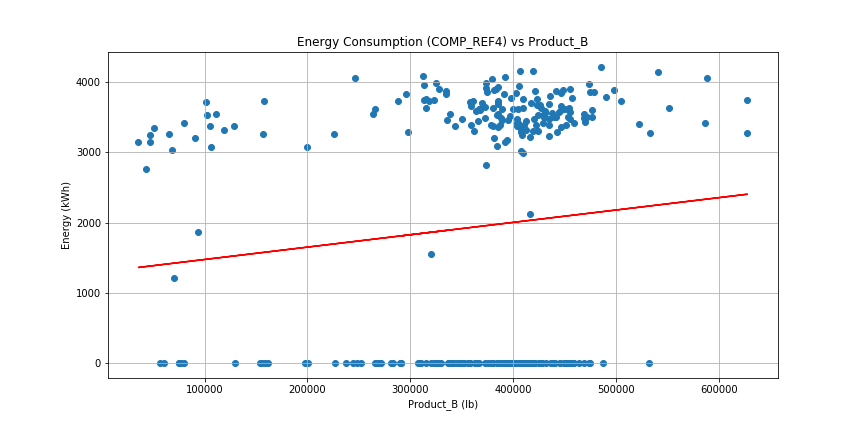 Energy Consumption (COMP_REF4) vs Product_B
4000
3000
2000
1000
0
Energy (kWh)
100000 200000 300000 400000 500000 600000
Product_B (lb)